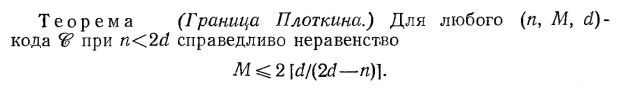 Теорема (Граница Плоткина.) Для любого (n, M, d)-
кода 𝒞 при n<2d справедливо неравенство
M ⩽ 2 [d/(2d—n)].